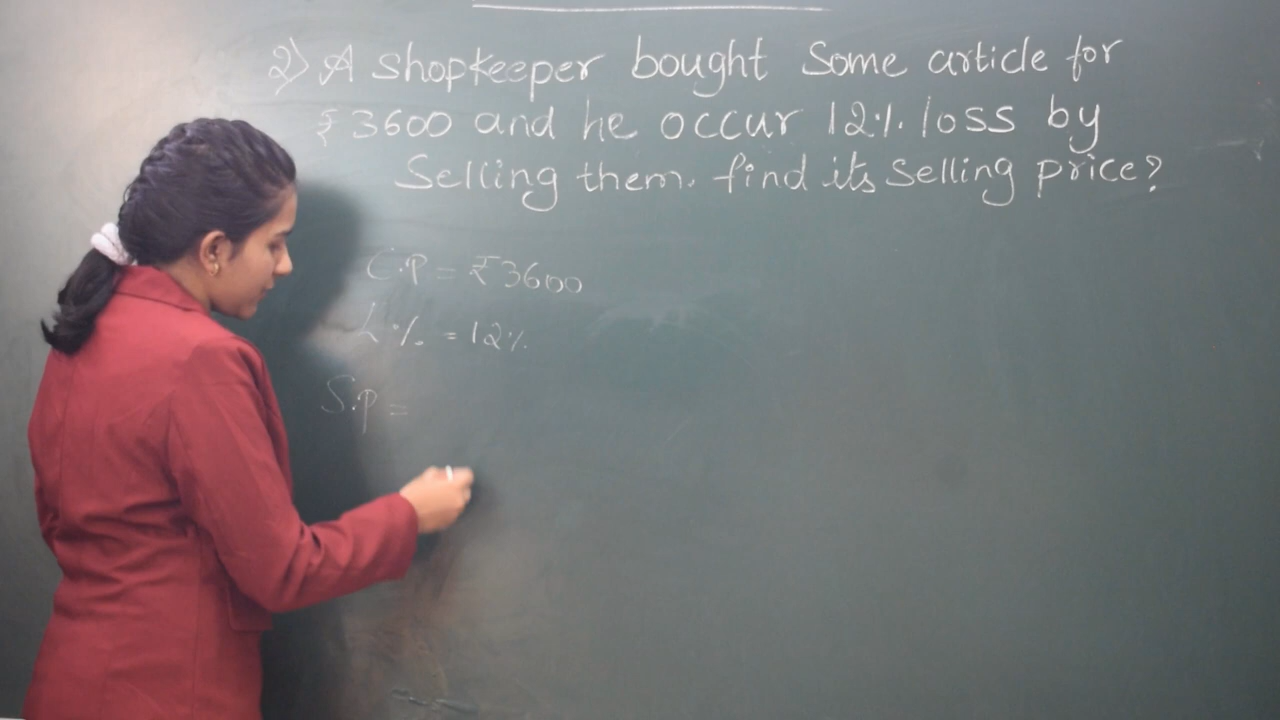 2) A Shopkeeper bought Some article for
₹ 3600 and he occur 12% loss by
Selling them. find its Selling price?
C.P = ₹3600
L% = 12%
S.P =